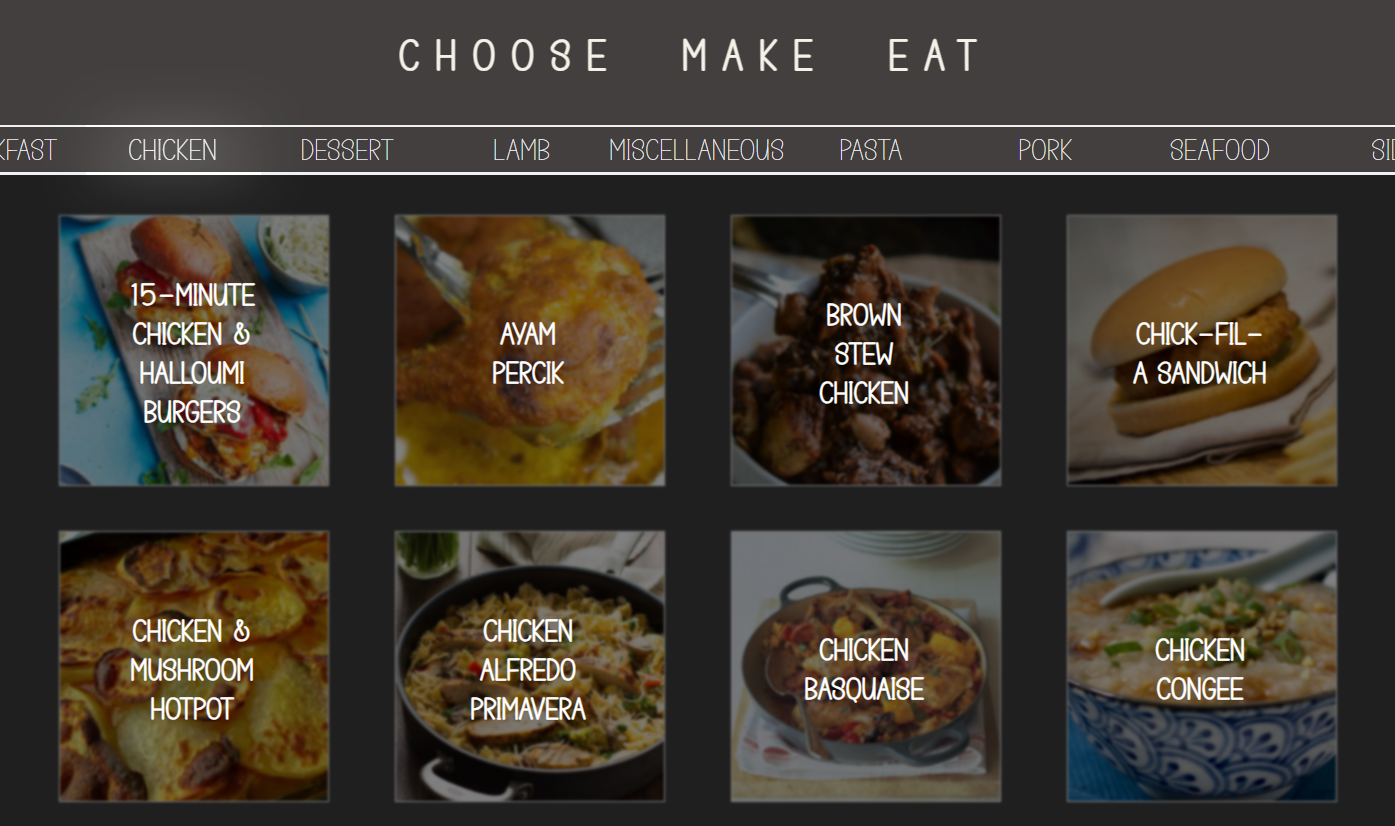 CHOOSE MAKE EAT
KFAST CHICKEN DESSERT LAMB MISCELLANEOUS PASTA PORK SEAFOOD SID
15-MINUTE
CHICKEN &
HALLOUMI
BURGERS
AYAM
PERCIK
BROWN
STEW
CHICKEN
CHICK-FIL-
A SANDWICH
CHICKEN &
MUSHROOM
HOTPOT
CHICKEN
ALFREDO
PRIMAVERA
CHICKEN
BASQUAISE
CHICKEN
CONGEE